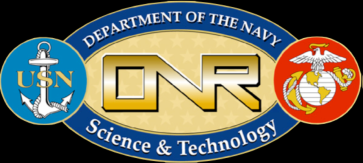 DEPARTMENT OF THE NAVY
USN
ONR
Science & Technology